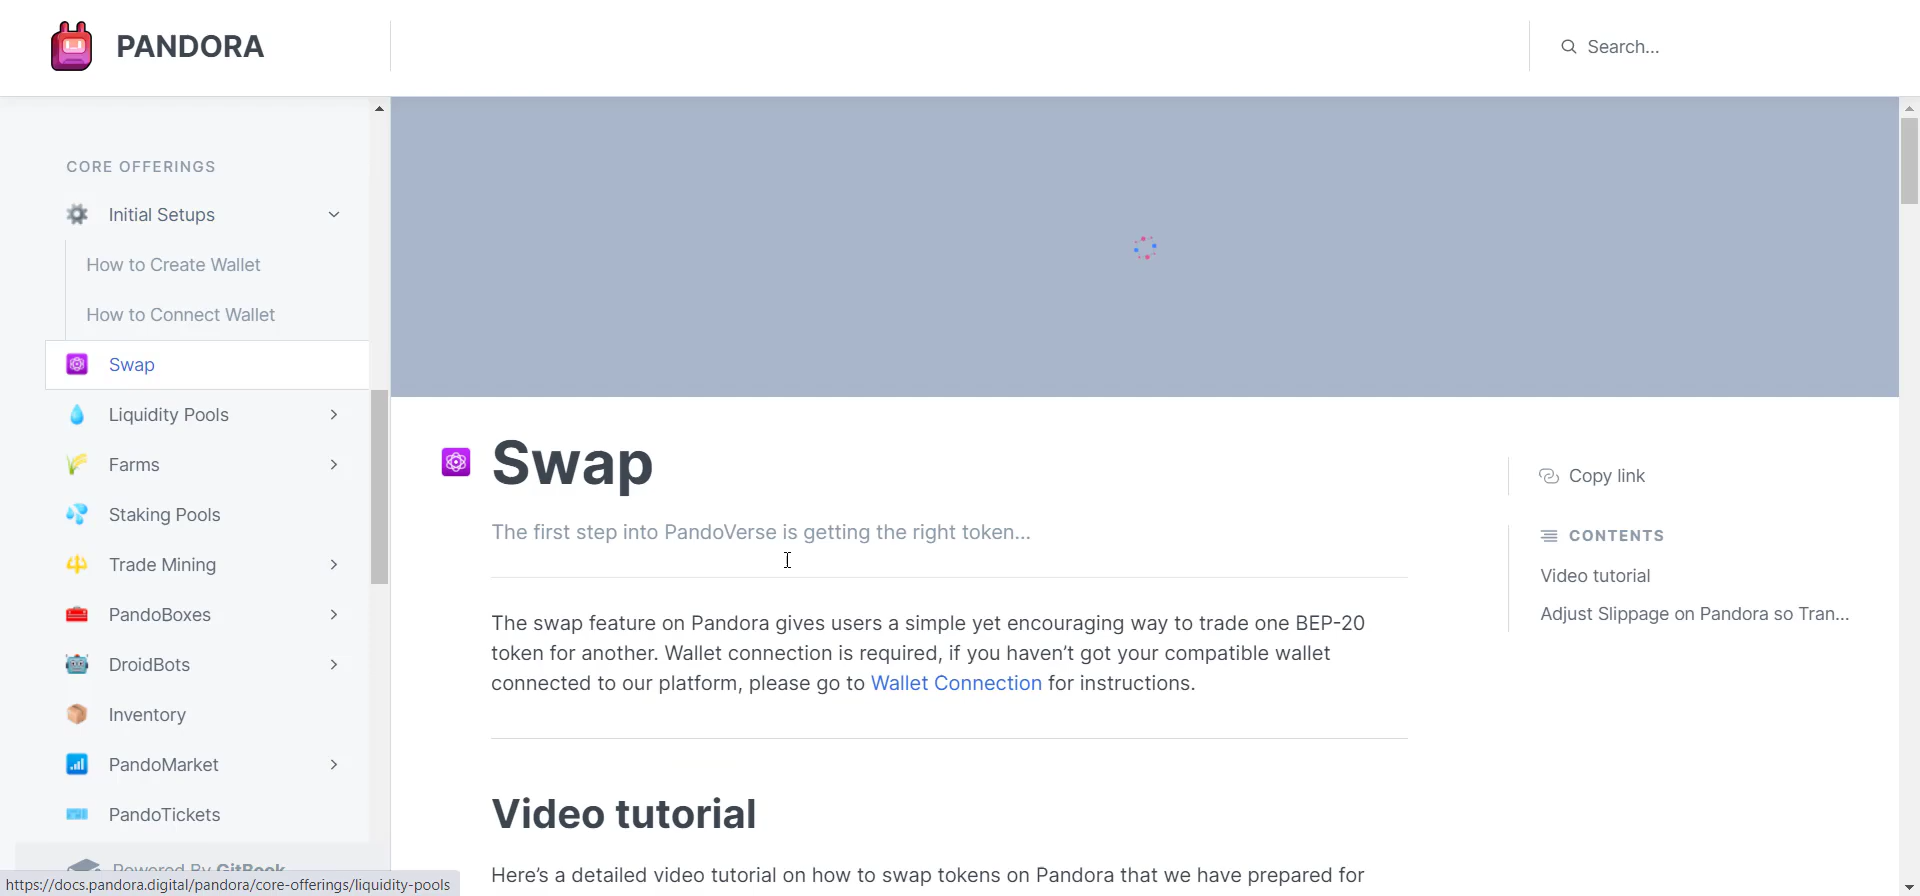 PANDORA
Search...
CORE OFFERINGS
Initial Setups
How to Create Wallet
How to Connect Wallet
Swap
Liquidity Pools
Farms
Staking Pools
Trade Mining
PandoBoxes
DroidBots
Inventory
PandoMarket
PandoTickets
Powered By GitBook
https://docs.pandora.digital/pandora/core-offerings/liquidity-pools
Swap
The first step into PandoVerse is getting the right token...
The swap feature on Pandora gives users a simple yet encouraging way to trade one BEP-20
token for another. Wallet connection is required, if you haven't got your compatible wallet
connected to our platform, please go to Wallet Connection for instructions.
Video tutorial
Here's a detailed video tutorial on how to swap tokens on Pandora that we have prepared for
Copy link
CONTENTS
Video tutorial
Adjust Slippage on Pandora so Tran...